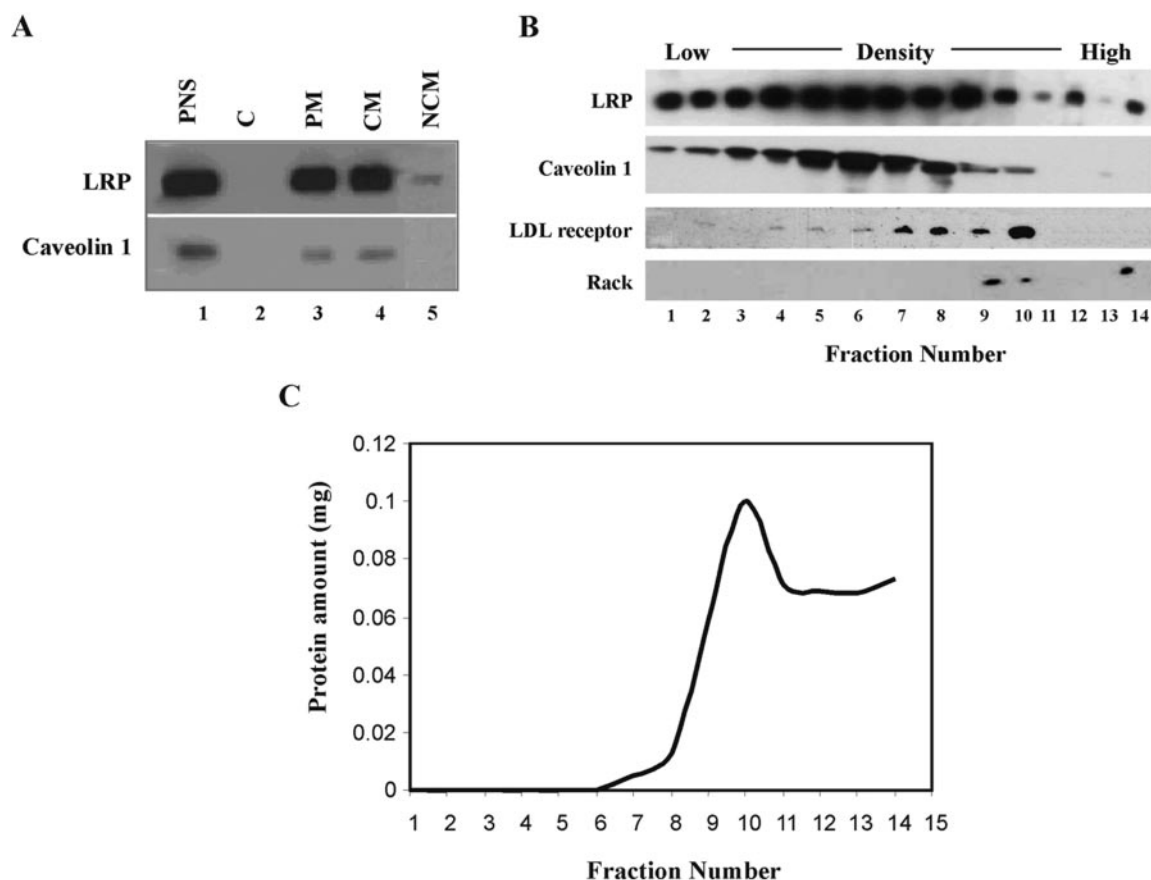 A
PNS C PM CM NCM
LRP
Caveolin 1
1 2 3 4 5
B
Low Density High
LRP
Caveolin 1
LDL receptor
Rack
1 2 3 4 5 6 7 8 9 10 11 12 13 14
Fraction Number
C
Protein amount (mg)
0.12
0.1
0.08
0.06
0.04
0.02
0
1 2 3 4 5 6 7 8 9 10 11 12 13 14 15
Fraction Number